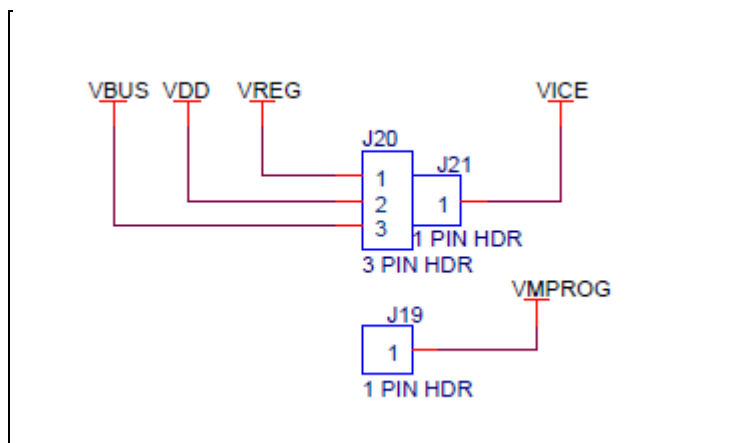 VBUS VDD VREG VICE
J20
J21
1
2
3
1
1 PIN HDR
3 PIN HDR
VMPROG
J19
1
1 PIN HDR